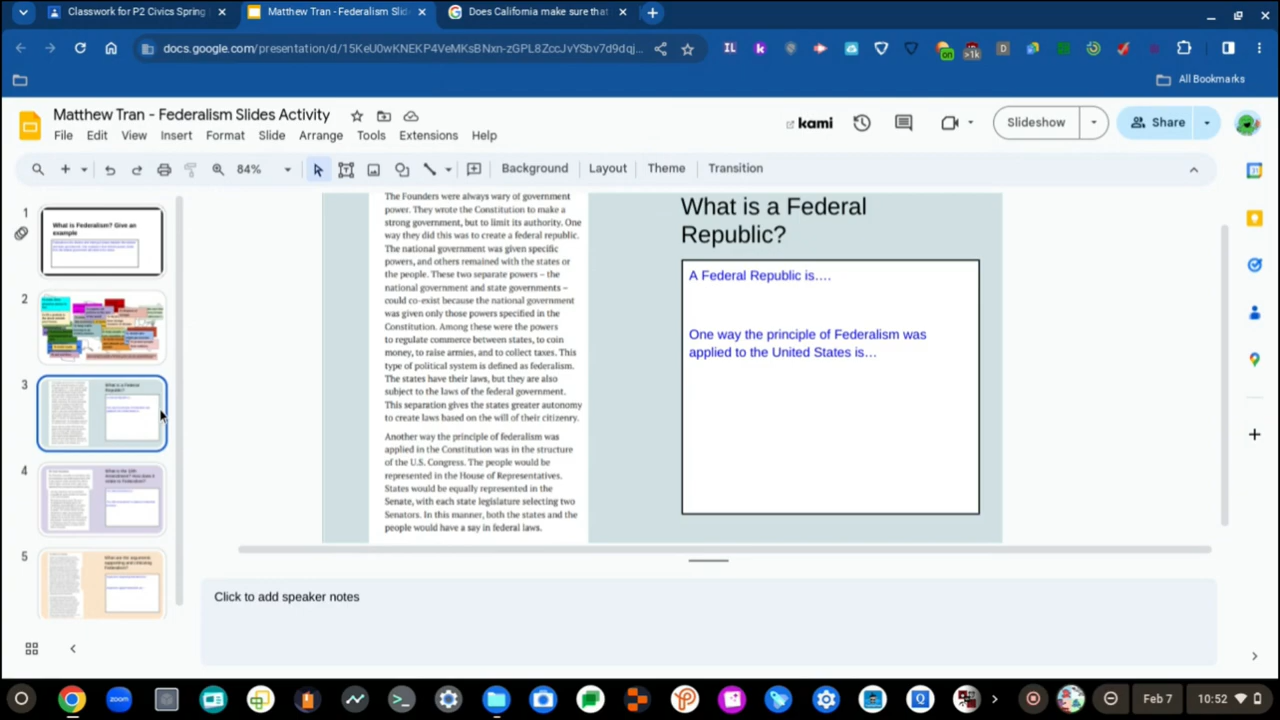 Classwork for P2 Civics Spring
Matthew Tran - Federalism Slid
Does California make sure that
docs.google.com/presentation/d/15KeU0wKNEKP4VeMKsBNxn-zGPL8ZccJvYSbv7d9dqj...
All Bookmarks
Matthew Tran - Federalism Slides Activity
File Edit View Insert Format Slide Arrange Tools Extensions Help
kami
Slideshow
Share
84%
Background Layout Theme Transition
1
What is Federalism? Give an
example
2
3
4
5
The Founders were always wary of government
power. They wrote the Constitution to make a
strong government, but to limit its authority. One
way they did this was to create a federal republic.
The national government was given specific
powers, and others remained with the states or
the people. These two separate powers – the
national government and state governments –
could co-exist because the national government
was given only those powers specified in the
Constitution. Among these were the powers
to regulate commerce between states, to coin
money, to raise armies, and to collect taxes. This
type of political system is defined as federalism.
The states have their laws, but they are also
subject to the laws of the federal government.
This separation gives the states greater autonomy
to create laws based on the will of their citizenry.
Another way the principle of federalism was
applied in the Constitution was in the structure
of the U.S. Congress. The people would be
represented in the House of Representatives.
States would be equally represented in the
Senate, with each state legislature selecting two
Senators. In this manner, both the states and the
people would have a say in federal laws.
What is a Federal
Republic?
A Federal Republic is....
One way the principle of Federalism was
applied to the United States is...
Click to add speaker notes
Feb 7
10:52